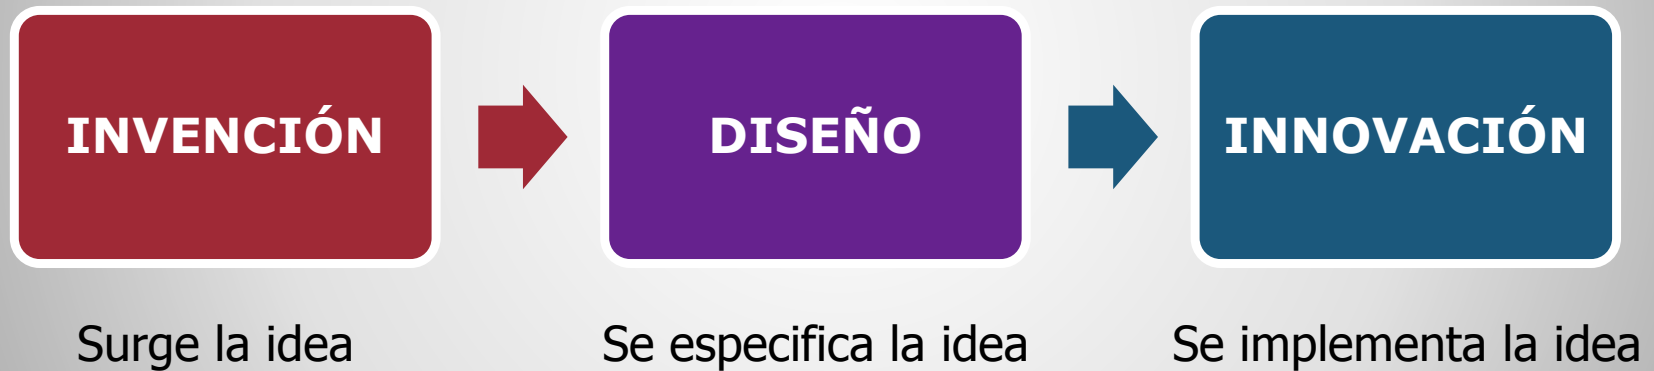 INVENCIÓN
DISEÑO
INNOVACIÓN
Surge la idea
Se especifica la idea
Se implementa la idea